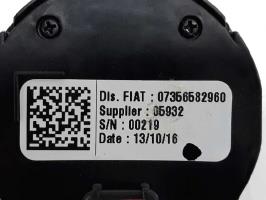 Dis. FIAT : 07356582960
Supplier : 05932
S/N : 00219
Date : 13/10/16